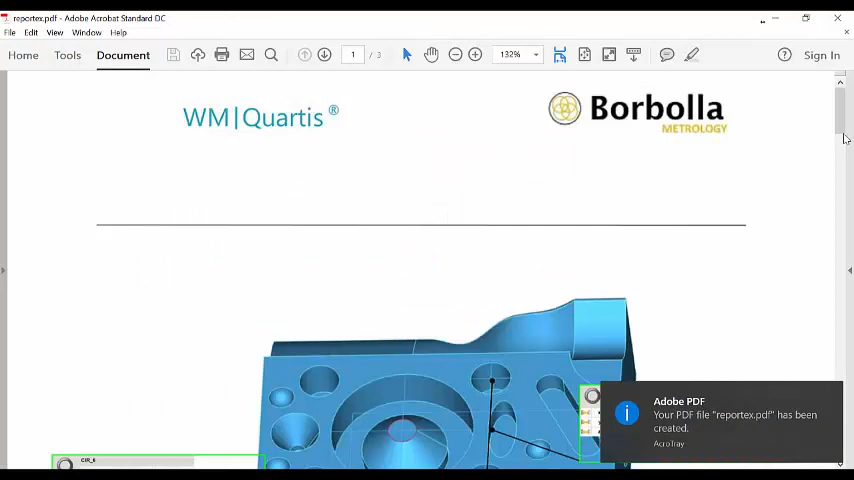 reportex.pdf - Adobe Acrobat Standard DC
File Edit View Window Help
Home Tools Document 1 / 3 132% Sign In
WM|Quartis®
Borbolla
METROLOGY
CIR_6
Adobe PDF
Your PDF file "reportex.pdf" has been
created.
AcroTray